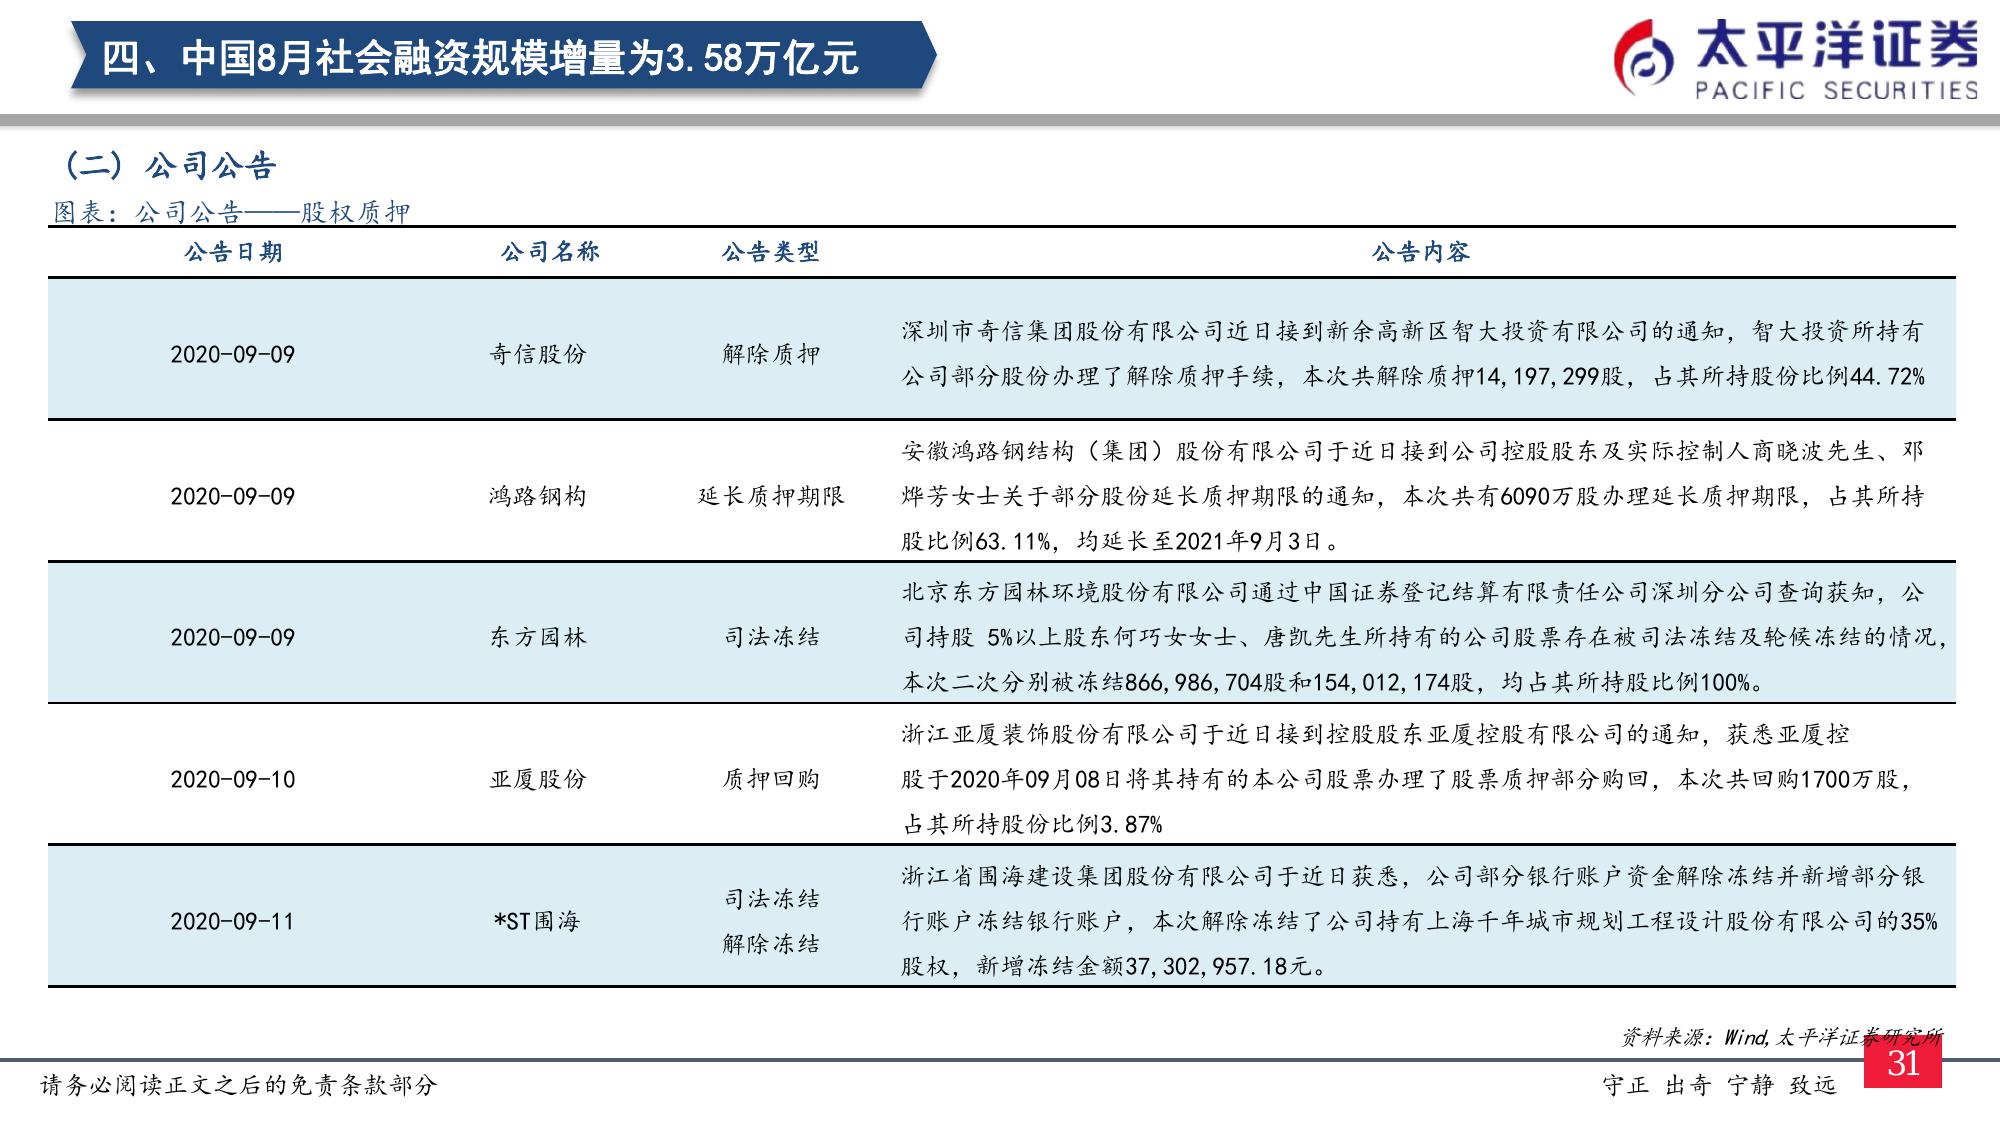 四、中国8月社会融资规模增量为3.58万亿元
太平洋证券
PACIFIC SECURITIES
（二）公司公告
图表：公司公告——股权质押
公告日期 公司名称 公告类型 公告内容
2020-09-09 奇信股份 解除质押
深圳市奇信集团股份有限公司近日接到新余高新区智大投资有限公司的通知，智大投资所持有
公司部分股份办理了解除质押手续，本次共解除质押14,197,299股，占其所持股份比例44.72%
2020-09-09 鸿路钢构 延长质押期限
安徽鸿路钢结构（集团）股份有限公司于近日接到公司控股股东及实际控制人商晓波先生、邓
烨芳女士关于部分股份延长质押期限的通知，本次共有6090万股办理延长质押期限，占其所持
股比例63.11%，均延长至2021年9月3日。
2020-09-09 东方园林 司法冻结
北京东方园林环境股份有限公司通过中国证券登记结算有限责任公司深圳分公司查询获知，公
司持股 5%以上股东何巧女女士、唐凯先生所持有的公司股票存在被司法冻结及轮候冻结的情况，
本次二次分别被冻结866,986,704股和154,012,174股，均占其所持股比例100%。
2020-09-10 亚厦股份 质押回购
浙江亚厦装饰股份有限公司于近日接到控股股东亚厦控股有限公司的通知，获悉亚厦控
股于2020年09月08日将其持有的本公司股票办理了股票质押部分购回，本次共回购1700万股，
占其所持股份比例3.87%
2020-09-11 *ST围海 司法冻结
解除冻结
浙江省围海建设集团股份有限公司于近日获悉，公司部分银行账户资金解除冻结并新增部分银
行账户冻结银行账户，本次解除冻结了公司持有上海千年城市规划工程设计股份有限公司的35%
股权，新增冻结金额37,302,957.18元。
资料来源：Wind,太平洋证券研究所
31
请务必阅读正文之后的免责条款部分
守正 出奇 宁静 致远